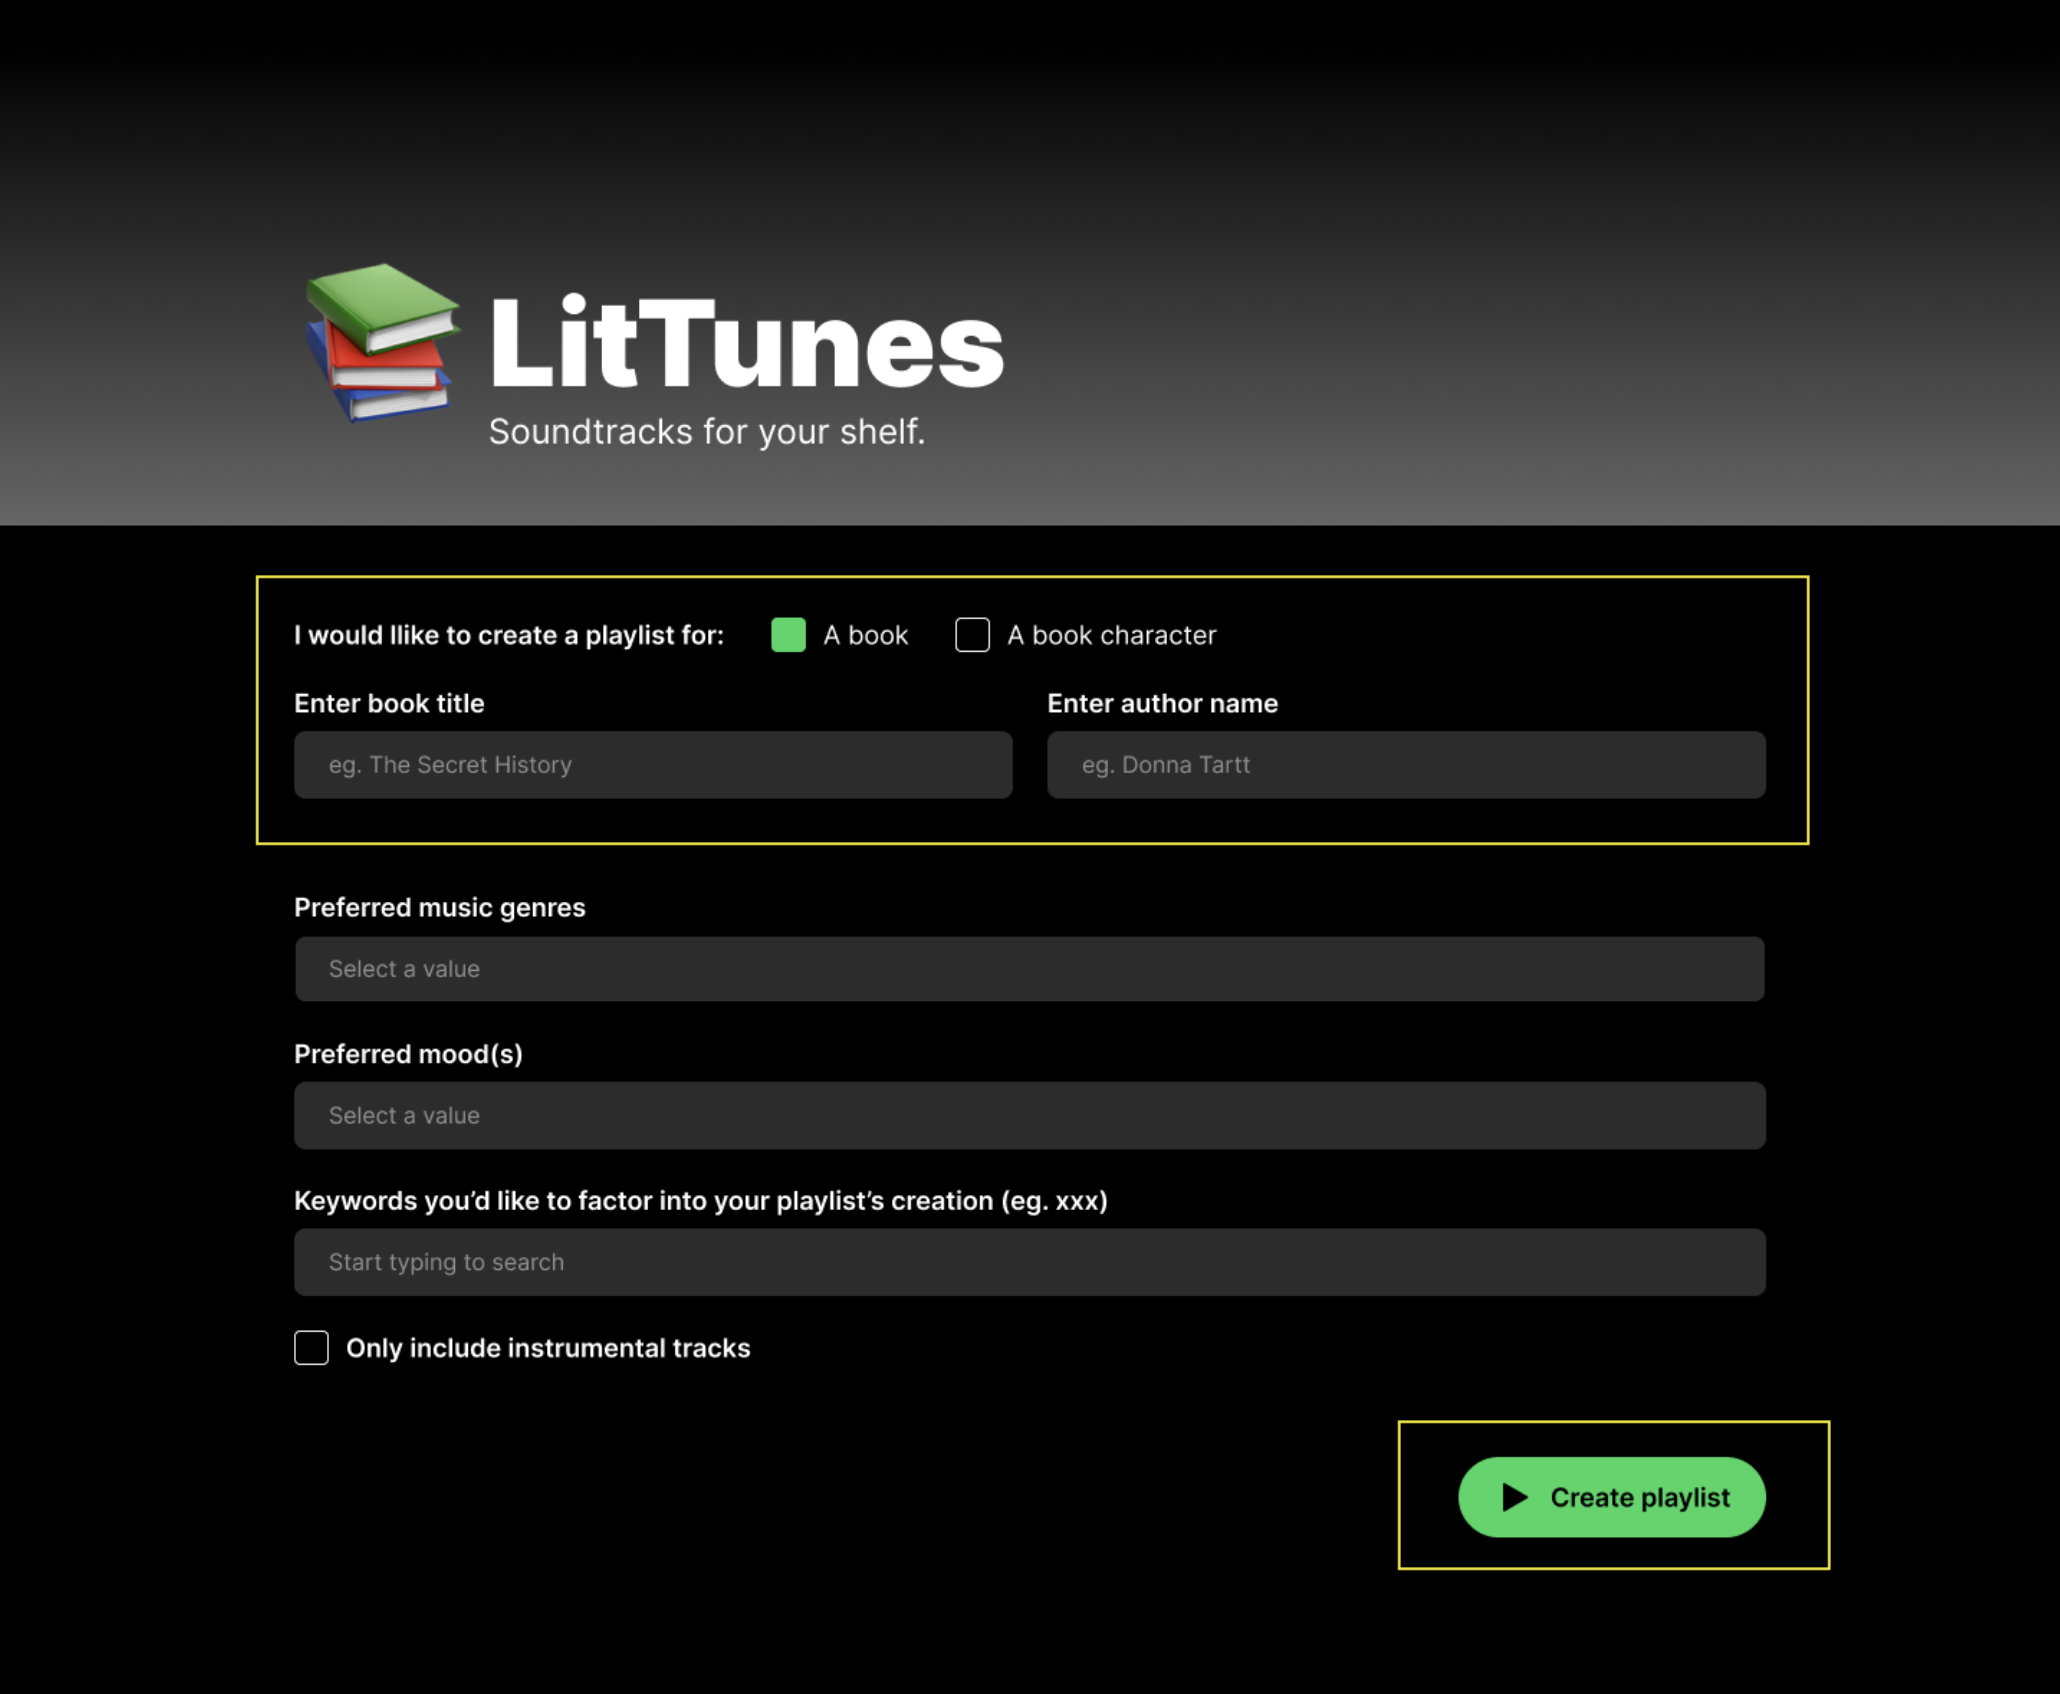 LitTunes
Soundtracks for your shelf.
I would llike to create a playlist for: A book A book character
Enter book title Enter author name
eg. The Secret History eg. Donna Tartt
Preferred music genres
Select a value
Preferred mood(s)
Select a value
Keywords you’d like to factor into your playlist’s creation (eg. xxx)
Start typing to search
Only include instrumental tracks
Create playlist